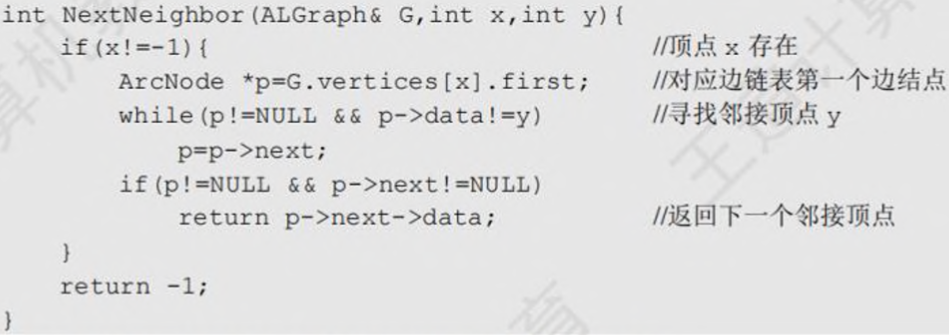 int NextNeighbor(ALGraph& G,int x,int y){
    if(x!=-1){ //顶点 x 存在
        ArcNode *p=G.vertices[x].first; //对应边链表第一个边结点
        while(p!=NULL && p->data!=y) //寻找邻接顶点 y
            p=p->next;
        if(p!=NULL && p->next!=NULL)
            return p->next->data; //返回下一个邻接顶点
    }
    return -1;
}